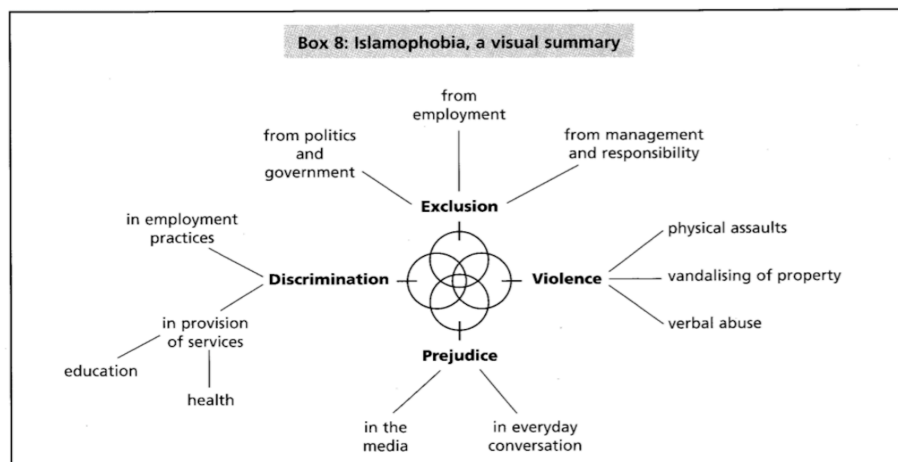 Box 8: Islamophobia, a visual summary
from
employment
from politics
and
government
from management
and responsibility
Exclusion
in employment
practices
physical assaults
Discrimination
Violence
vandalising of property
in provision
of services
verbal abuse
education
health
Prejudice
in the
media
in everyday
conversation